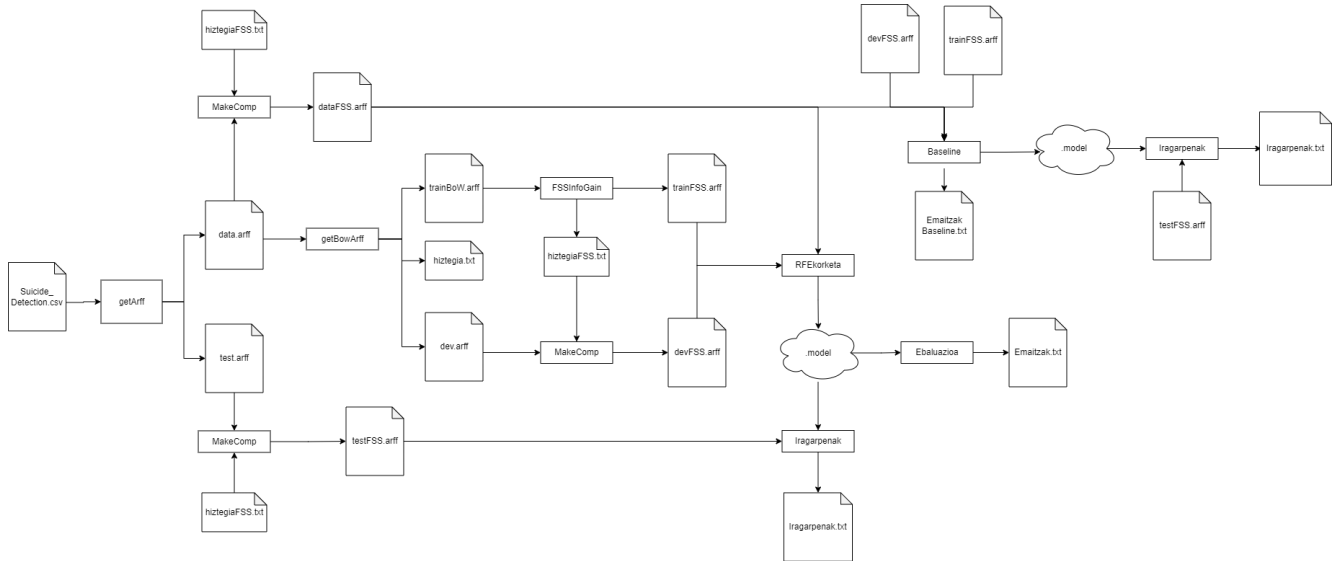 hiztegiaFSS.txt
devFSS.arff
trainFSS.arff
MakeComp
dataFSS.arff
Baseline
.model
Iragarpenak
Iragarpenak.txt
trainBoW.arff
FSSInfoGain
trainFSS.arff
Emaitzak
Baseline.txt
testFSS.arff
data.arff
getBowArff
hiztegia.txt
hiztegiaFSS.txt
RFEkorketa
Suicide_
Detection.csv
getArff
test.arff
dev.arff
MakeComp
devFSS.arff
.model
Ebaluazioa
Emaitzak.txt
MakeComp
testFSS.arff
Iragarpenak
hiztegiaFSS.txt
Iragarpenak.txt